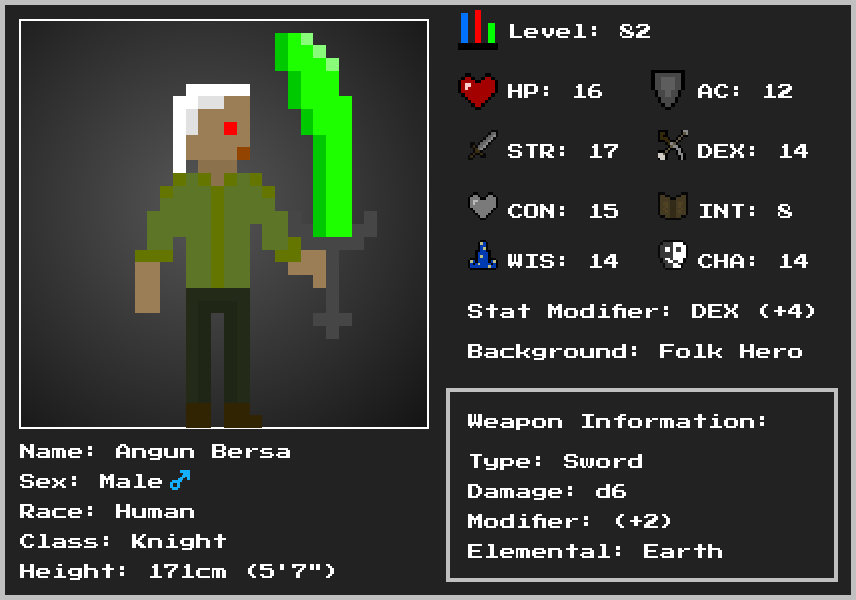 Level: 82
HP: 16
AC: 12
STR: 17
DEX: 14
CON: 15
INT: 8
WIS: 14
CHA: 14
Stat Modifier: DEX (+4)
Background: Folk Hero
Name: Angun Bersa
Sex: Male♂
Race: Human
Class: Knight
Height: 171cm (5'7")
Weapon Information:
Type: Sword
Damage: d6
Modifier: (+2)
Elemental: Earth